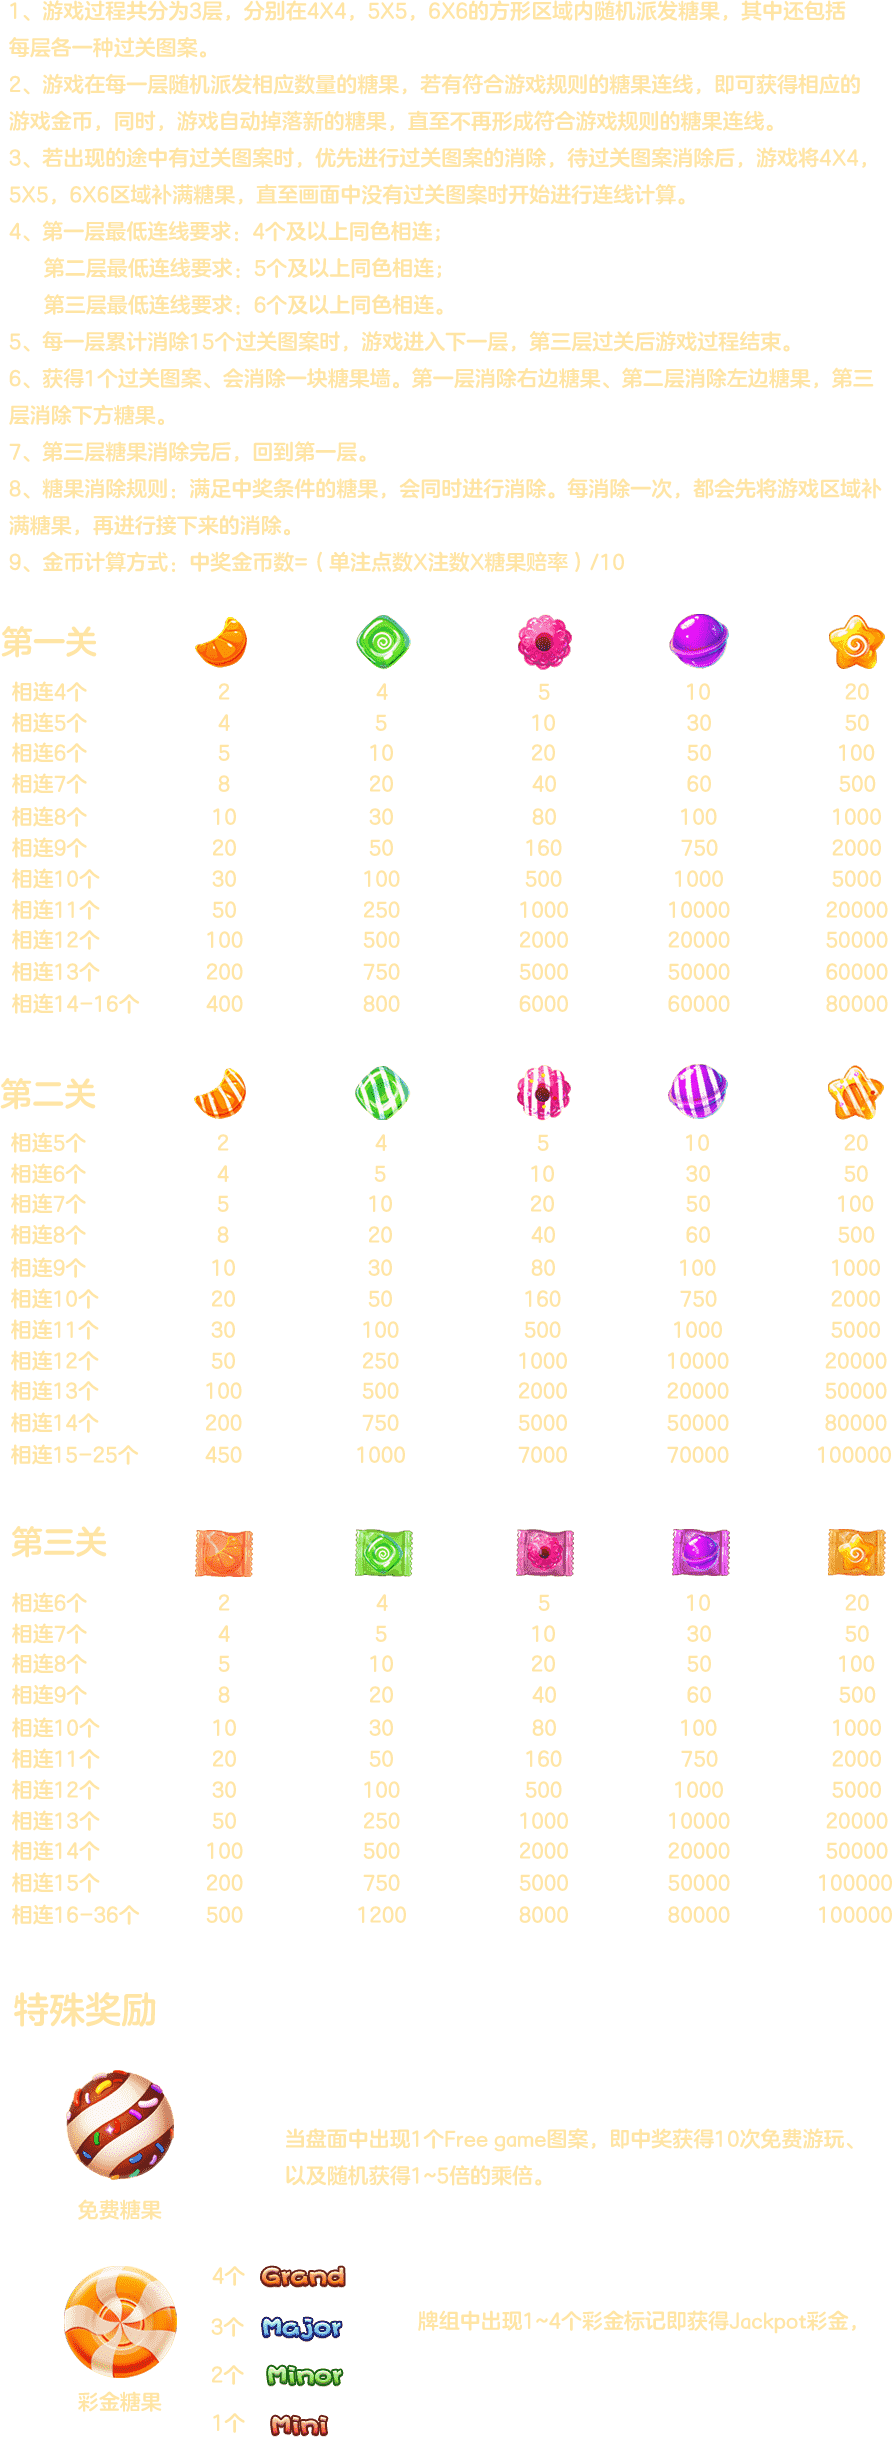 1、游戏过程共分为3层，分别在4X4，5X5，6X6的方形区域内随机派发糖果，其中还包括
每层各一种过关图案。
2、游戏在每一层随机派发相应数量的糖果，若有符合游戏规则的糖果连线，即可获得相应的
游戏金币，同时，游戏自动掉落新的糖果，直至不再形成符合游戏规则的糖果连线。
3、若出现的途中有过关图案时，优先进行过关图案的消除，待过关图案消除后，游戏将4X4，
5X5，6X6区域补满糖果，直至画面中没有过关图案时开始进行连线计算。
4、第一层最低连线要求：4个及以上同色相连；
第二层最低连线要求：5个及以上同色相连；
第三层最低连线要求：6个及以上同色相连。
5、每一层累计消除15个过关图案时，游戏进入下一层，第三层过关后游戏过程结束。
6、获得1个过关图案、会消除一块糖果墙。第一层消除右边糖果、第二层消除左边糖果，第三
层消除下方糖果。
7、第三层糖果消除完后，回到第一层。
8、糖果消除规则：满足中奖条件的糖果，会同时进行消除。每消除一次，都会先将游戏区域补
满糖果，再进行接下来的消除。
9、金币计算方式：中奖金币数=（单注点数X注数X糖果赔率）/10
第一关
相连4个 2 4 5 10 20
相连5个 4 5 10 30 50
相连6个 5 10 20 50 100
相连7个 8 20 40 60 500
相连8个 10 30 80 100 1000
相连9个 20 50 160 750 2000
相连10个 30 100 500 1000 5000
相连11个 50 250 1000 10000 20000
相连12个 100 500 2000 20000 50000
相连13个 200 750 5000 50000 60000
相连14-16个 400 800 6000 60000 80000
第二关
相连5个 2 4 5 10 20
相连6个 4 5 10 30 50
相连7个 5 10 20 50 100
相连8个 8 20 40 60 500
相连9个 10 30 80 100 1000
相连10个 20 50 160 750 2000
相连11个 30 100 500 1000 5000
相连12个 50 250 1000 10000 20000
相连13个 100 500 2000 20000 50000
相连14个 200 750 5000 50000 80000
相连15-25个 450 1000 7000 70000 100000
第三关
相连6个 2 4 5 10 20
相连7个 4 5 10 30 50
相连8个 5 10 20 50 100
相连9个 8 20 40 60 500
相连10个 10 30 80 100 1000
相连11个 20 50 160 750 2000
相连12个 30 100 500 1000 5000
相连13个 50 250 1000 10000 20000
相连14个 100 500 2000 20000 50000
相连15个 200 750 5000 50000 100000
相连16-36个 500 1200 8000 80000 100000
特殊奖励
当盘面中出现1个Free game图案，即中奖获得10次免费游玩、
以及随机获得1~5倍的乘倍。
免费糖果
4个 Grand
3个 Major
牌组中出现1~4个彩金标记即获得Jackpot彩金，
2个 Minor
彩金糖果
1个 Mini